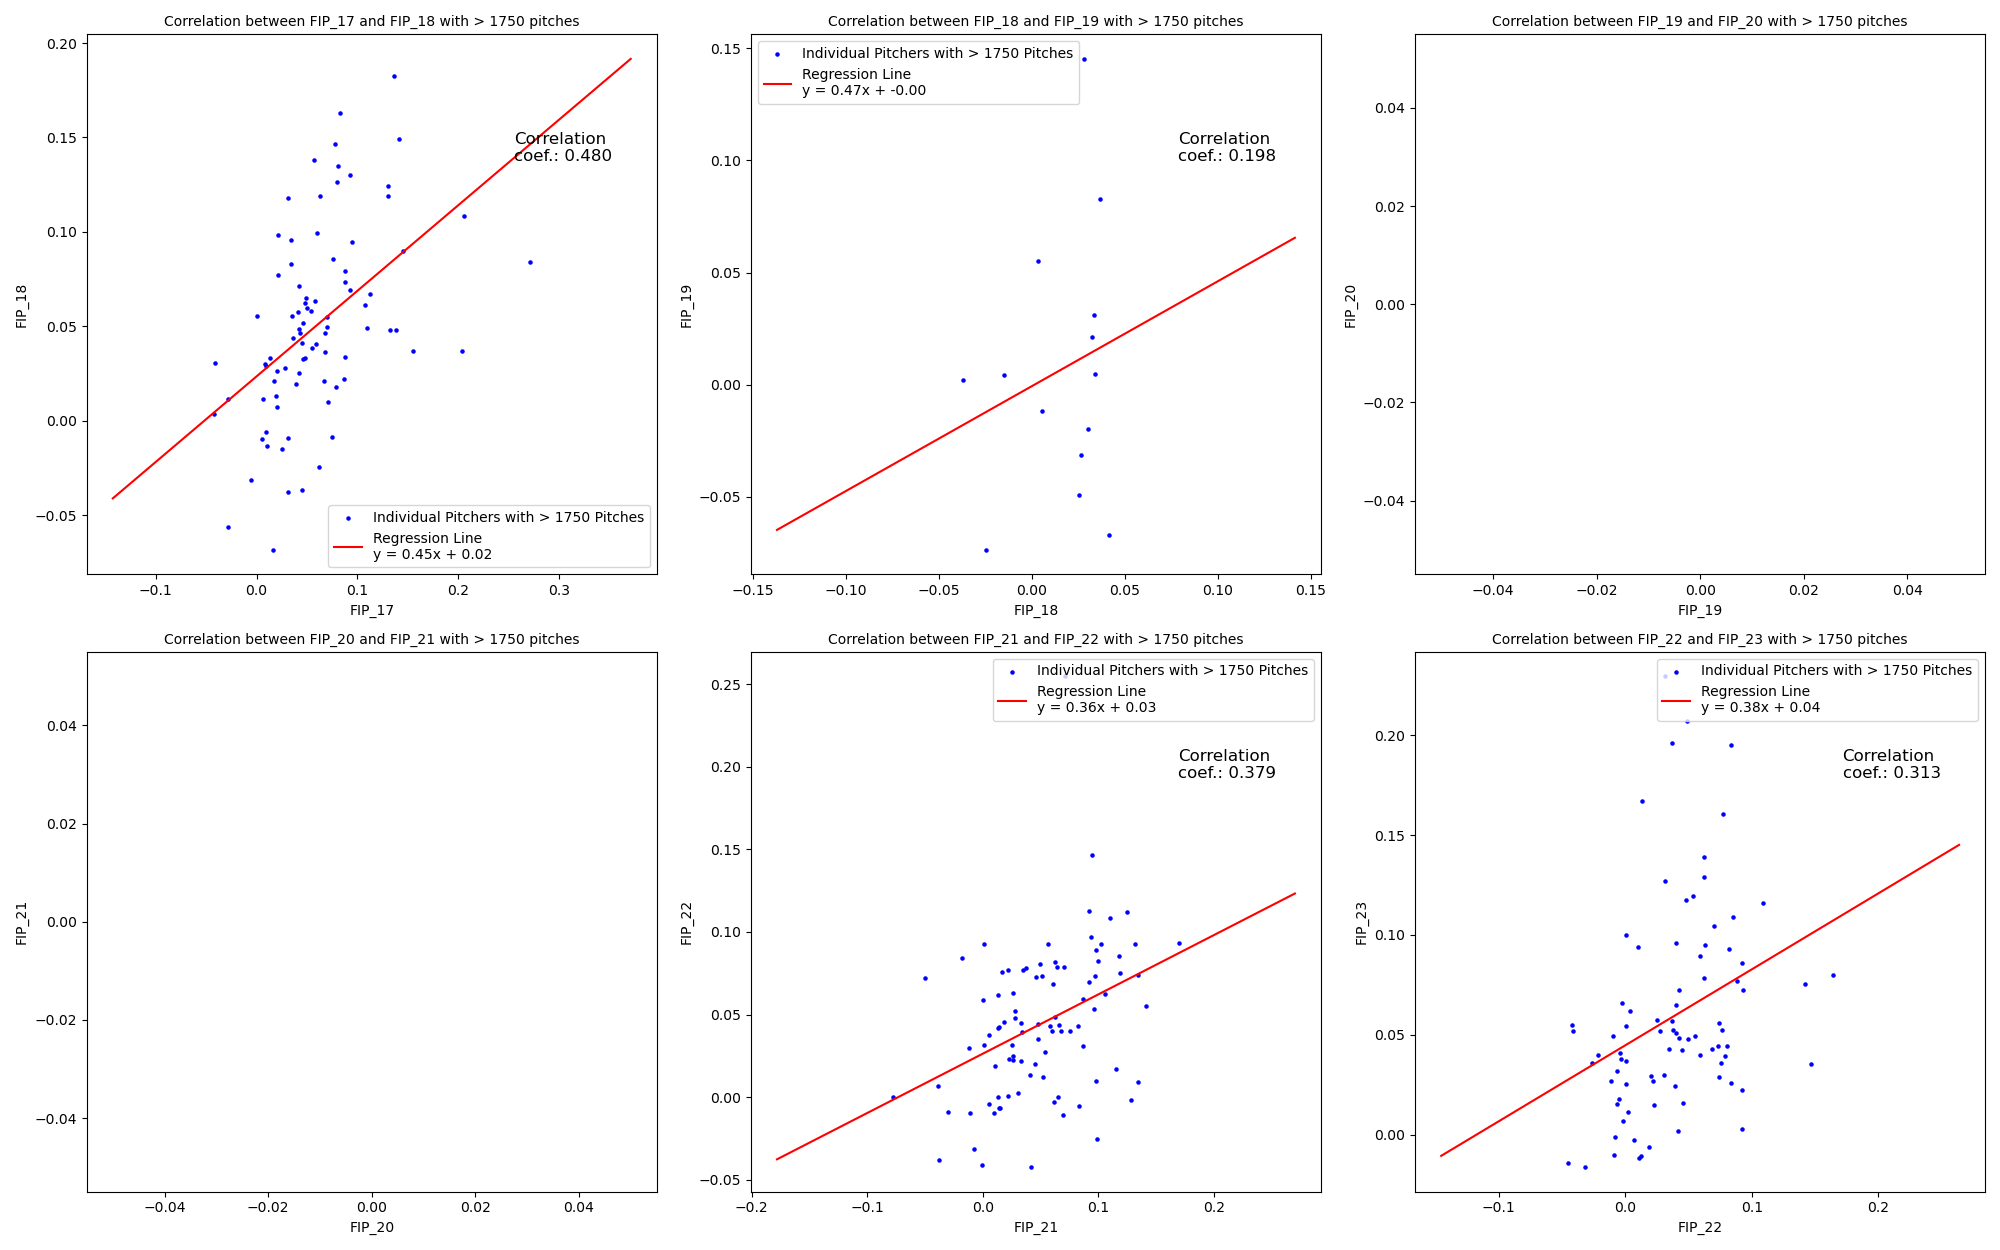 Correlation between FIP_17 and FIP_18 with > 1750 pitches
0.20
0.15
0.10
0.05
0.00
−0.05
FIP_18
Correlation
coef.: 0.480
Individual Pitchers with > 1750 Pitches
Regression Line
y = 0.45x + 0.02
−0.1
0.0
0.1
0.2
0.3
FIP_17
Correlation between FIP_18 and FIP_19 with > 1750 pitches
0.15
0.10
0.05
0.00
−0.05
FIP_19
Individual Pitchers with > 1750 Pitches
Regression Line
y = 0.47x + -0.00
Correlation
coef.: 0.198
−0.15
−0.10
−0.05
0.00
0.05
0.10
0.15
FIP_18
Correlation between FIP_19 and FIP_20 with > 1750 pitches
0.04
0.02
0.00
−0.02
−0.04
FIP_20
−0.04
−0.02
0.00
0.02
0.04
FIP_19
Correlation between FIP_20 and FIP_21 with > 1750 pitches
0.04
0.02
0.00
−0.02
−0.04
FIP_21
−0.04
−0.02
0.00
0.02
0.04
FIP_20
Correlation between FIP_21 and FIP_22 with > 1750 pitches
0.25
0.20
0.15
0.10
0.05
0.00
−0.05
FIP_22
Individual Pitchers with > 1750 Pitches
Regression Line
y = 0.36x + 0.03
Correlation
coef.: 0.379
−0.2
−0.1
0.0
0.1
0.2
FIP_21
Correlation between FIP_22 and FIP_23 with > 1750 pitches
0.20
0.15
0.10
0.05
0.00
FIP_23
Individual Pitchers with > 1750 Pitches
Regression Line
y = 0.38x + 0.04
Correlation
coef.: 0.313
−0.1
0.0
0.1
0.2
FIP_22